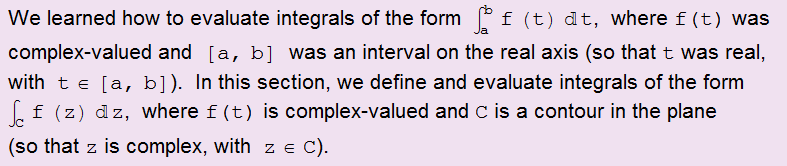 We learned how to evaluate integrals of the form ∫_a^b f (t) ⅆt, where f(t) was
complex-valued and [a, b] was an interval on the real axis (so that t was real,
with t ∈ [a, b]). In this section, we define and evaluate integrals of the form
∫_C f (z) ⅆz, where f(t) is complex-valued and C is a contour in the plane
(so that z is complex, with z ∈ C).